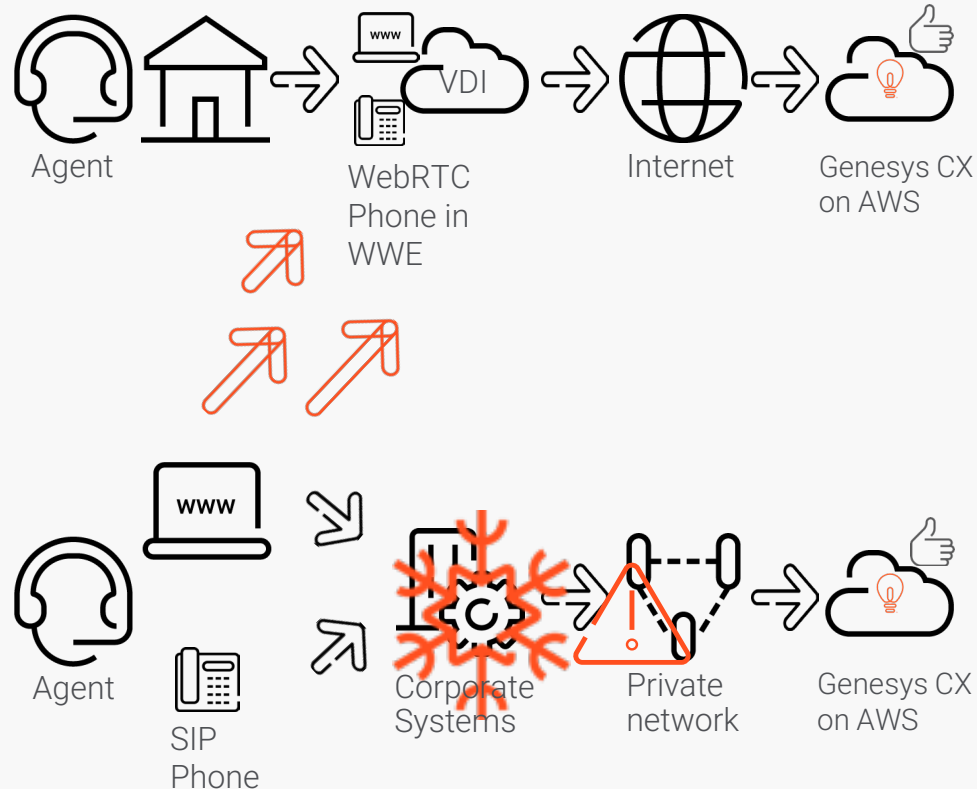 www
VDI
Agent
WebRTC
Phone in
WWE
Internet
Genesys CX
on AWS
www
Agent
SIP
Phone
Corporate
Systems
Private
network
Genesys CX
on AWS